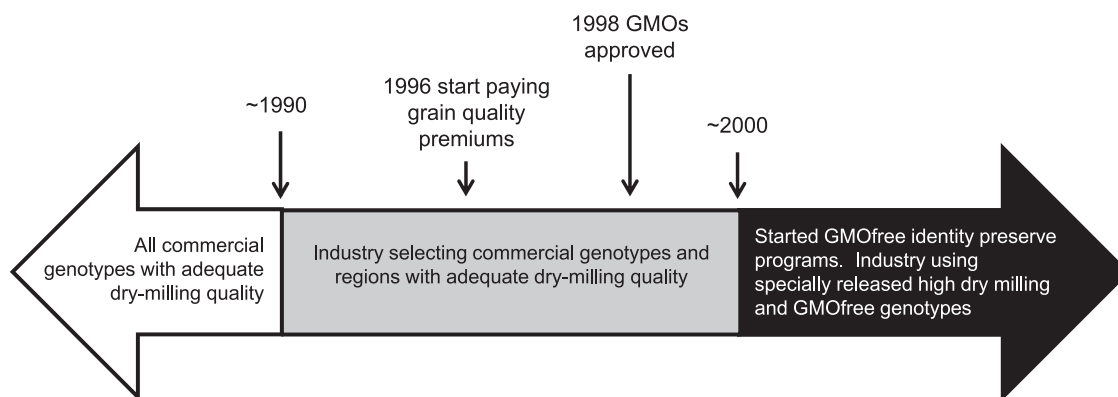 1998 GMOs
approved
1996 start paying
grain quality
premiums
~1990
~2000
All commercial
genotypes with adequate
dry-milling quality
Industry selecting commercial genotypes and
regions with adequate dry-milling quality
Started GMOfree identity preserve
programs. Industry using
specially released high dry milling
and GMOfree genotypes